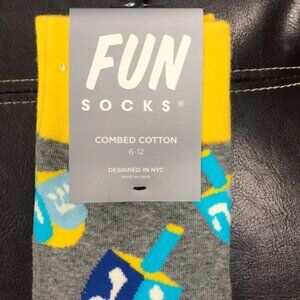 FUN
SOCKS®
COMBED COTTON
6-12
DESIGNED IN NYC
MADE IN CHINA